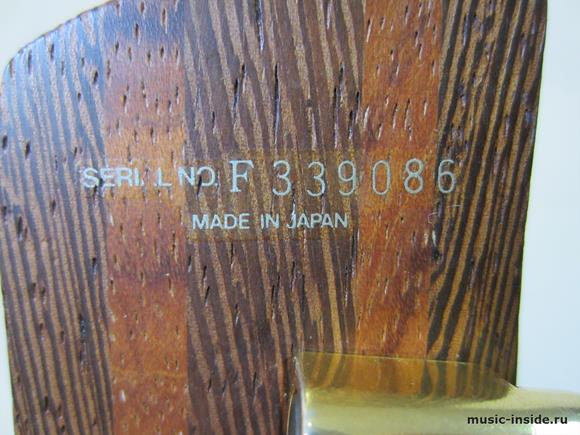 SERIAL NO. F 339086
MADE IN JAPAN
music-inside.ru